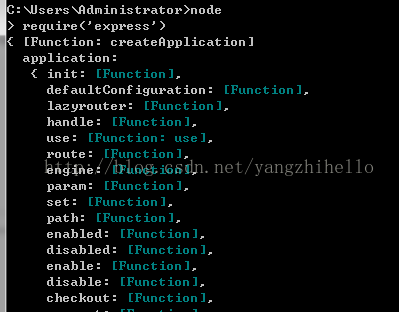 C:\Users\Administrator>node
> require('express')
{ [Function: createApplication]
  application:
   { init: [Function],
     defaultConfiguration: [Function],
     lazyrouter: [Function],
     handle: [Function],
     use: [Function: use],
     route: [Function],
http://blog.csdn.net/yangzhihello
     engine: [Function],
     param: [Function],
     set: [Function],
     path: [Function],
     enabled: [Function],
     disabled: [Function],
     enable: [Function],
     disable: [Function],
     checkout: [Function],